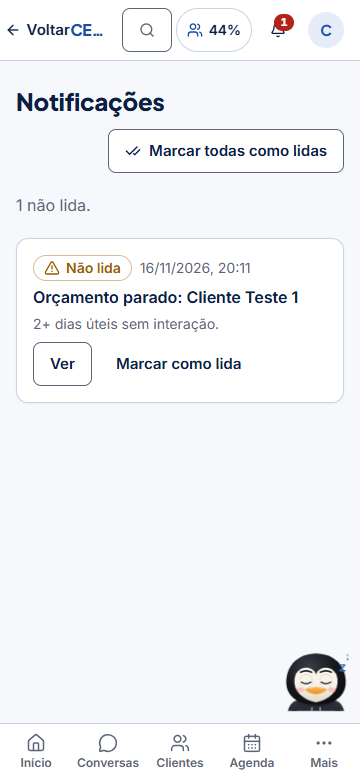 Voltar CE...
44%
1
C
Notificações
Marcar todas como lidas
1 não lida.
Não lida 16/11/2026, 20:11
Orçamento parado: Cliente Teste 1
2+ dias úteis sem interação.
Ver Marcar como lida
z
Início Conversas Clientes Agenda Mais